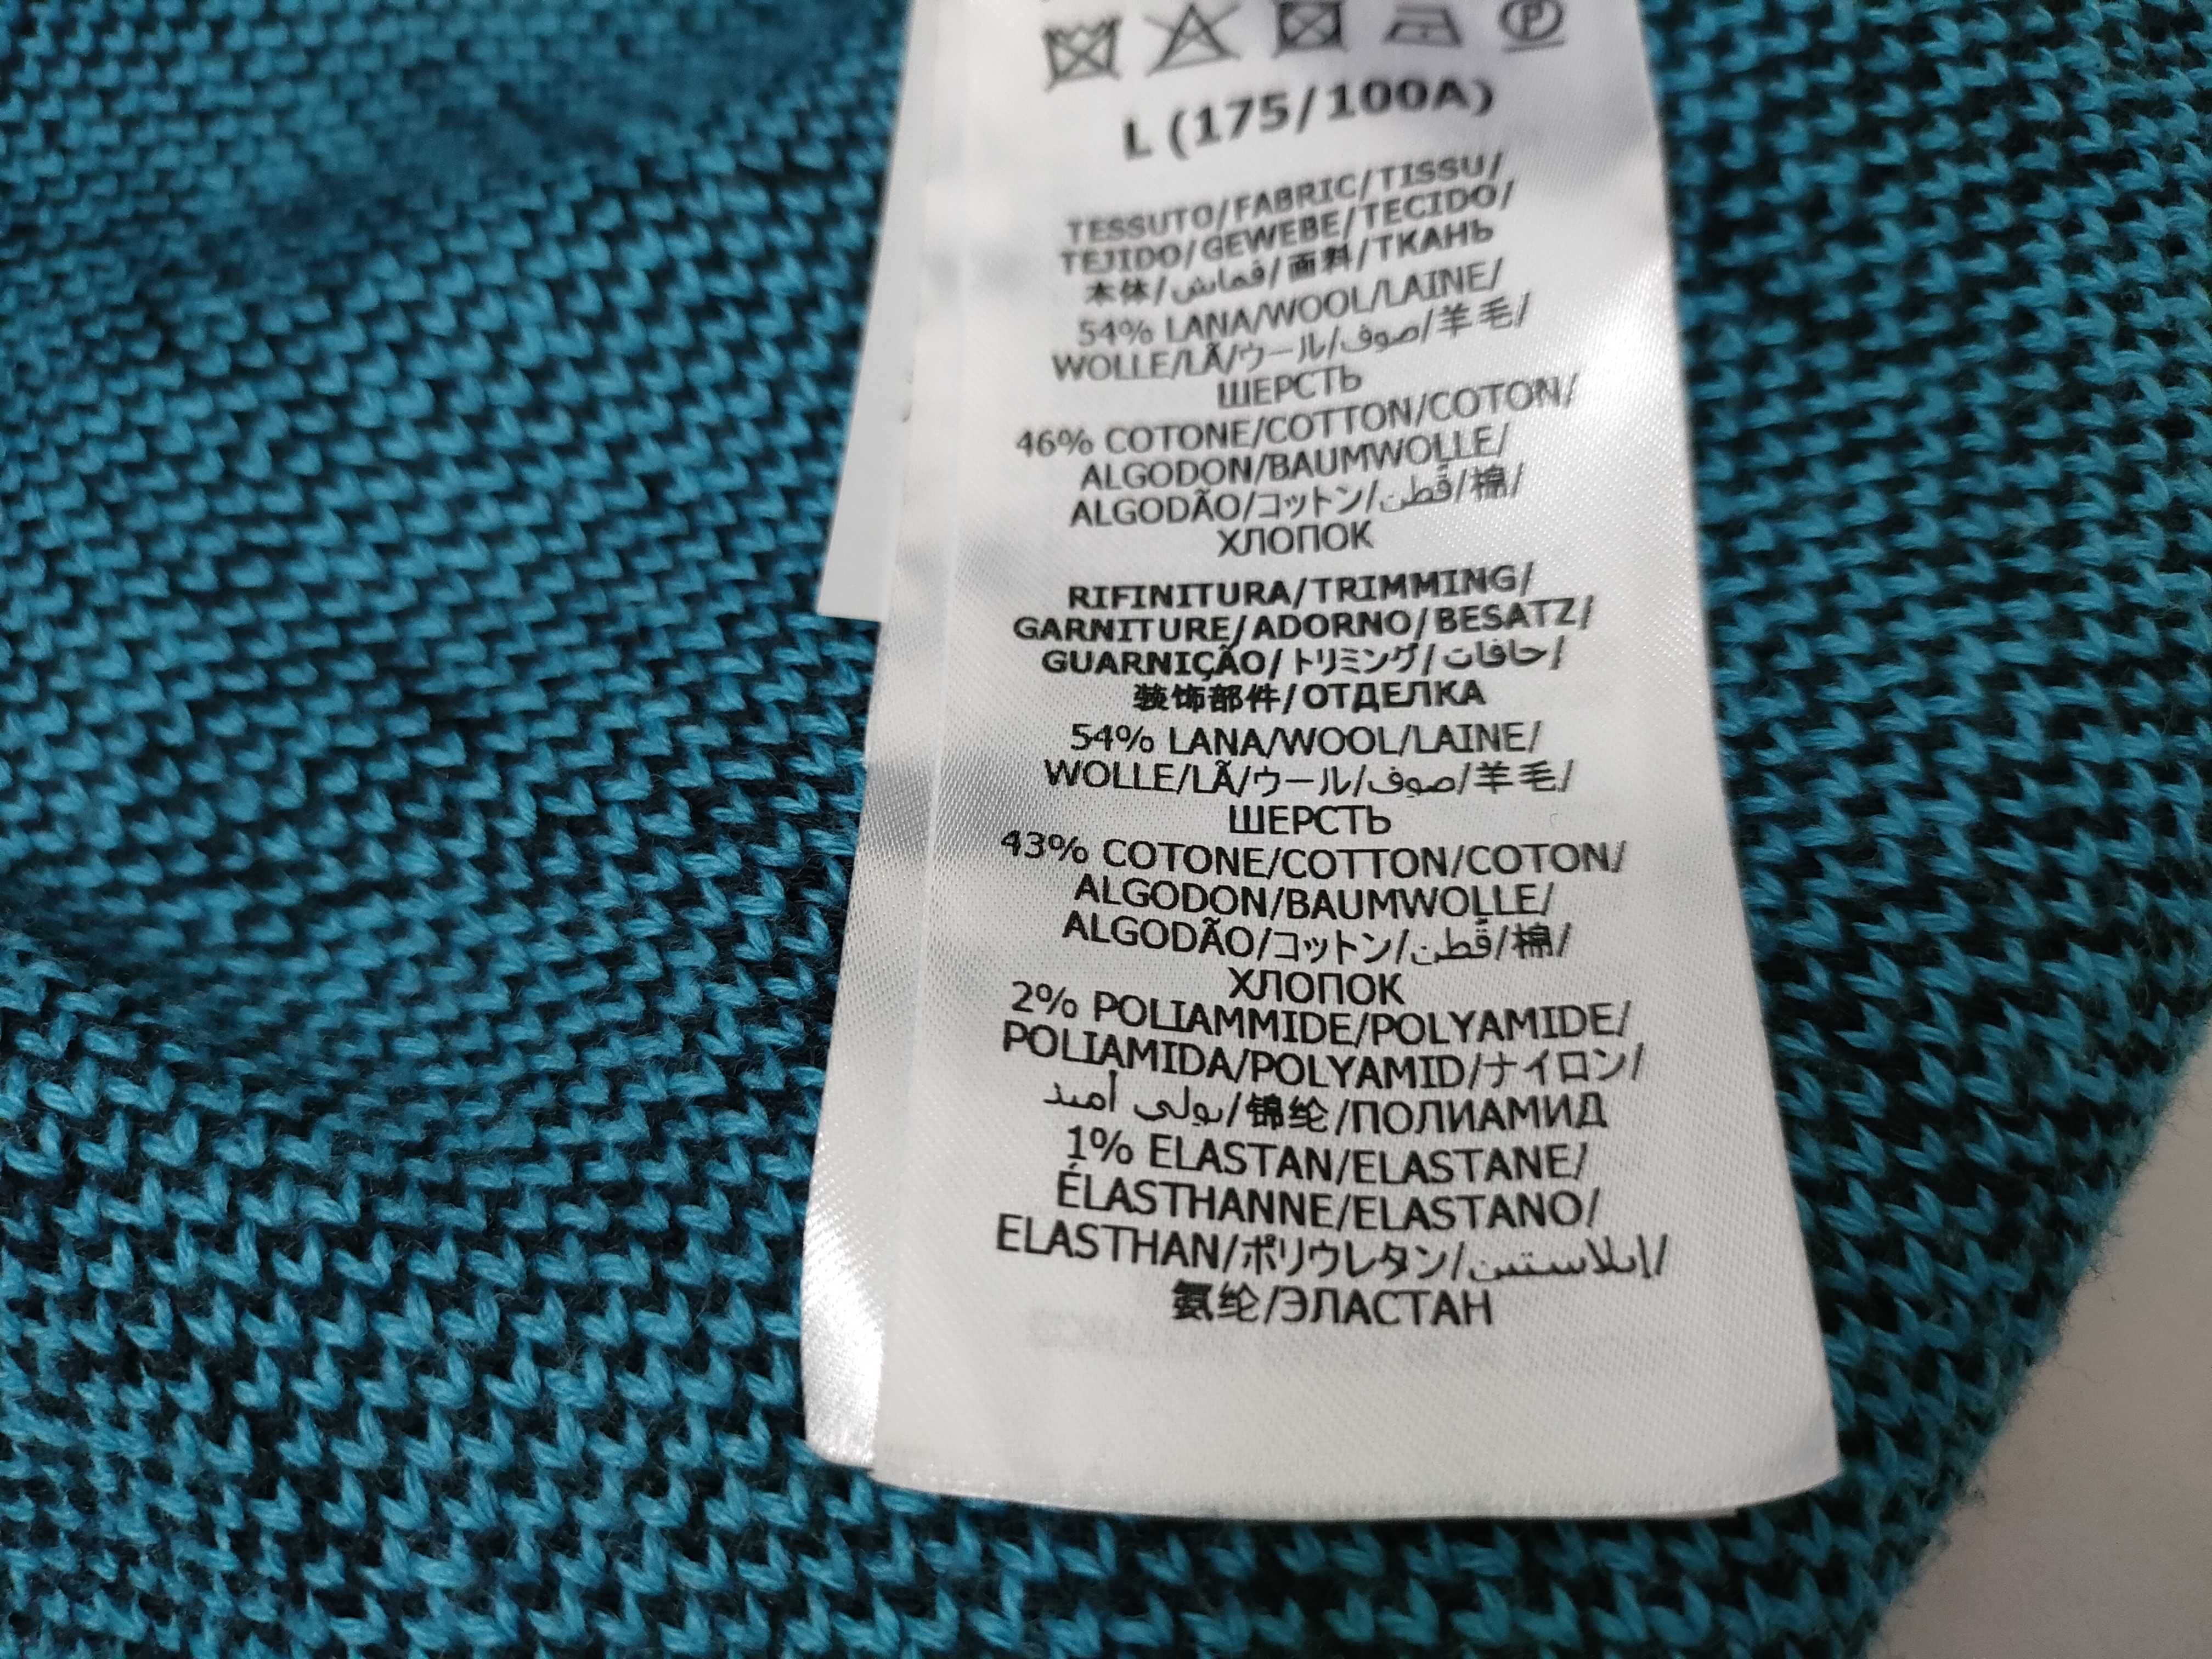 L (175/100A)
TESSUTO/FABRIC/TISSU/
TEJIDO/GEWEBE/TECIDO/
本体/قماش/面料/ТКАНЬ
54% LANA/WOOL/LAINE/
WOLLE/LÃ/ウール/صوف/羊毛/
ШЕРСТЬ
46% COTONE/COTTON/COTON/
ALGODON/BAUMWOLLE/
ALGODÃO/コットン/قُطن/棉/
ХЛОПОК
RIFINITURA/TRIMMING/
GARNITURE/ADORNO/BESATZ/
GUARNIÇÃO/トリミング/حافات/
装饰部件/ОТДЕЛКА
54% LANA/WOOL/LAINE/
WOLLE/LÃ/ウール/صوف/羊毛/
ШЕРСТЬ
43% COTONE/COTTON/COTON/
ALGODON/BAUMWOLLE/
ALGODÃO/コットン/قُطن/棉/
ХЛОПОК
2% POLIAMMIDE/POLYAMIDE/
POLIAMIDA/POLYAMID/ナイロン/
بولي أميد/锦纶/ПОЛИАМИД
1% ELASTAN/ELASTANE/
ÉLASTHANNE/ELASTANO/
ELASTHAN/ポリウレタン/إيلاستين/
氨纶/ЭЛАСТАН